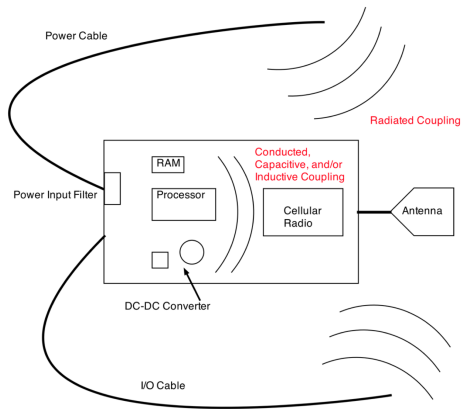 Power Cable
Radiated Coupling
Conducted,
Capacitive, and/or
Inductive Coupling
RAM
Power Input Filter
Processor
Cellular
Radio
Antenna
DC-DC Converter
I/O Cable